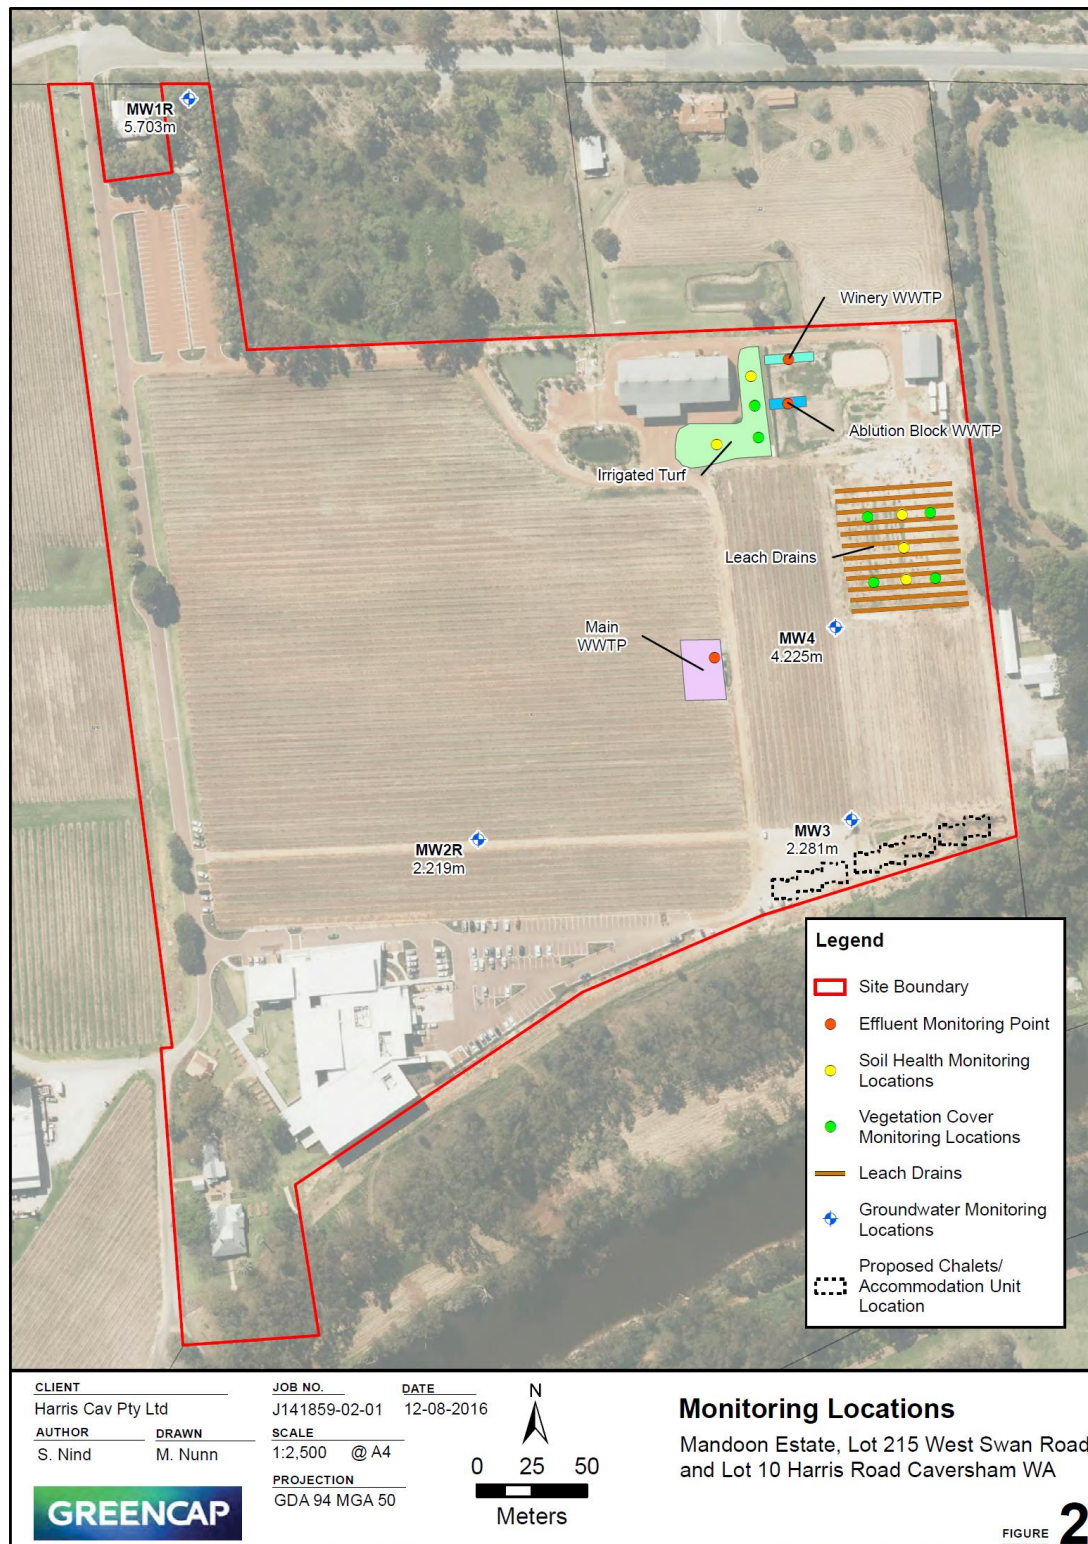 MW1R
5.703m
Winery WWTP
Ablution Block WWTP
Irrigated Turf
Leach Drains
Main
WWTP
MW4
4.225m
MW3
2.281m
MW2R
2.219m
Legend
Site Boundary
Effluent Monitoring Point
Soil Health Monitoring
Locations
Vegetation Cover
Monitoring Locations
Leach Drains
Groundwater Monitoring
Locations
Proposed Chalets/
Accommodation Unit
Location
CLIENT
Harris Cav Pty Ltd
AUTHOR
S. Nind
DRAWN
M. Nunn
GREENCAP
JOB NO.
J141859-02-01
DATE
12-08-2016
SCALE
1:2,500 @ A4
PROJECTION
GDA 94 MGA 50
N
0 25 50
Meters
Monitoring Locations
Mandoon Estate, Lot 215 West Swan Road
and Lot 10 Harris Road Caversham WA
FIGURE 2